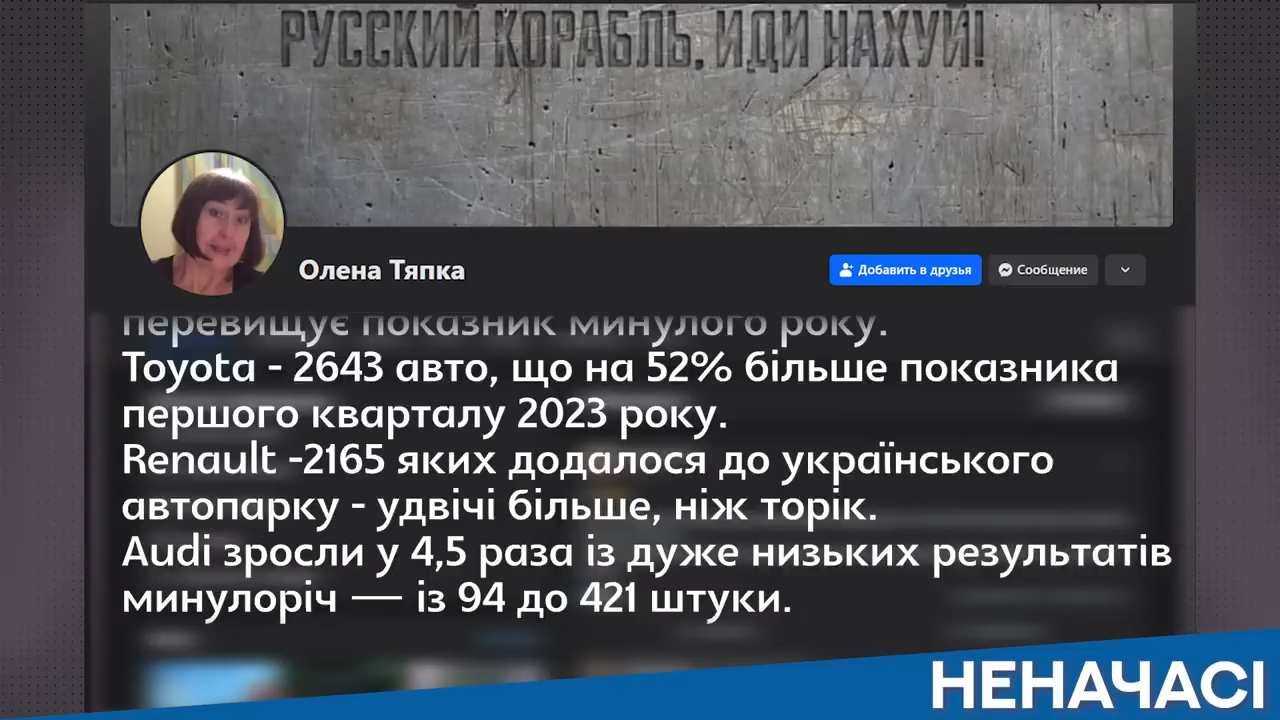 РУССКИЙ КОРАБЛЬ, ИДИ НАХУЙ!
Олена Тяпка
Добавить в друзья
Сообщение
перевищує показник минулого року.
Toyota - 2643 авто, що на 52% більше показника
першого кварталу 2023 року.
Renault -2165 яких додалося до українського
автопарку - удвічі більше, ніж торік.
Audi зросли у 4,5 раза із дуже низьких результатів
минулоріч — із 94 до 421 штуки.
НЕНАЧАСІ